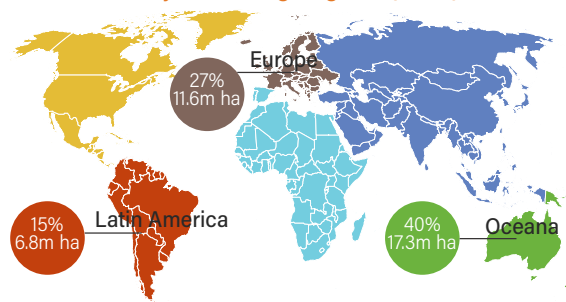 Europe
27%
11.6m ha
15%
6.8m ha
Latin America
40%
17.3m ha
Oceana